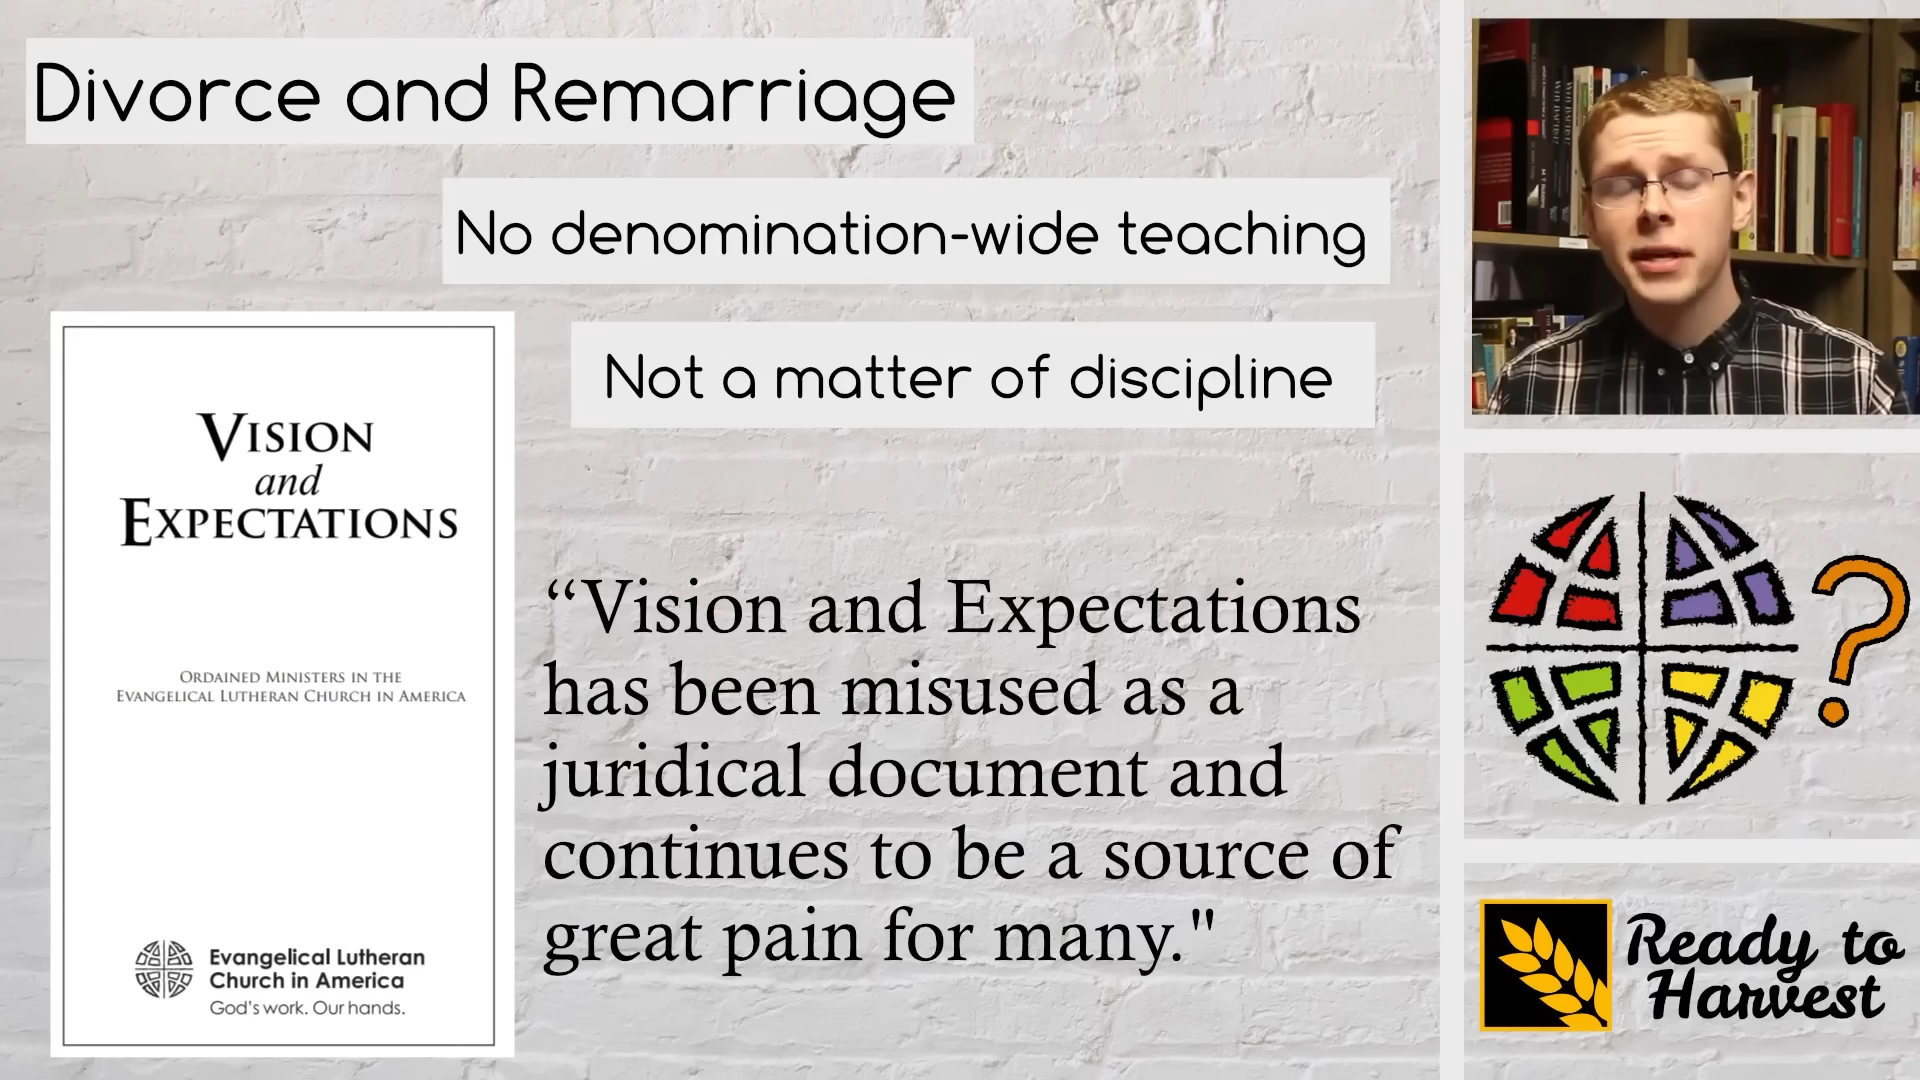 Divorce and Remarriage
No denomination-wide teaching
Not a matter of discipline
VISION
and
EXPECTATIONS
ORDAINED MINISTERS IN THE
EVANGELICAL LUTHERAN CHURCH IN AMERICA
Evangelical Lutheran
Church in America
God's work. Our hands.
“Vision and Expectations
has been misused as a
juridical document and
continues to be a source of
great pain for many."
?
Ready to
Harvest